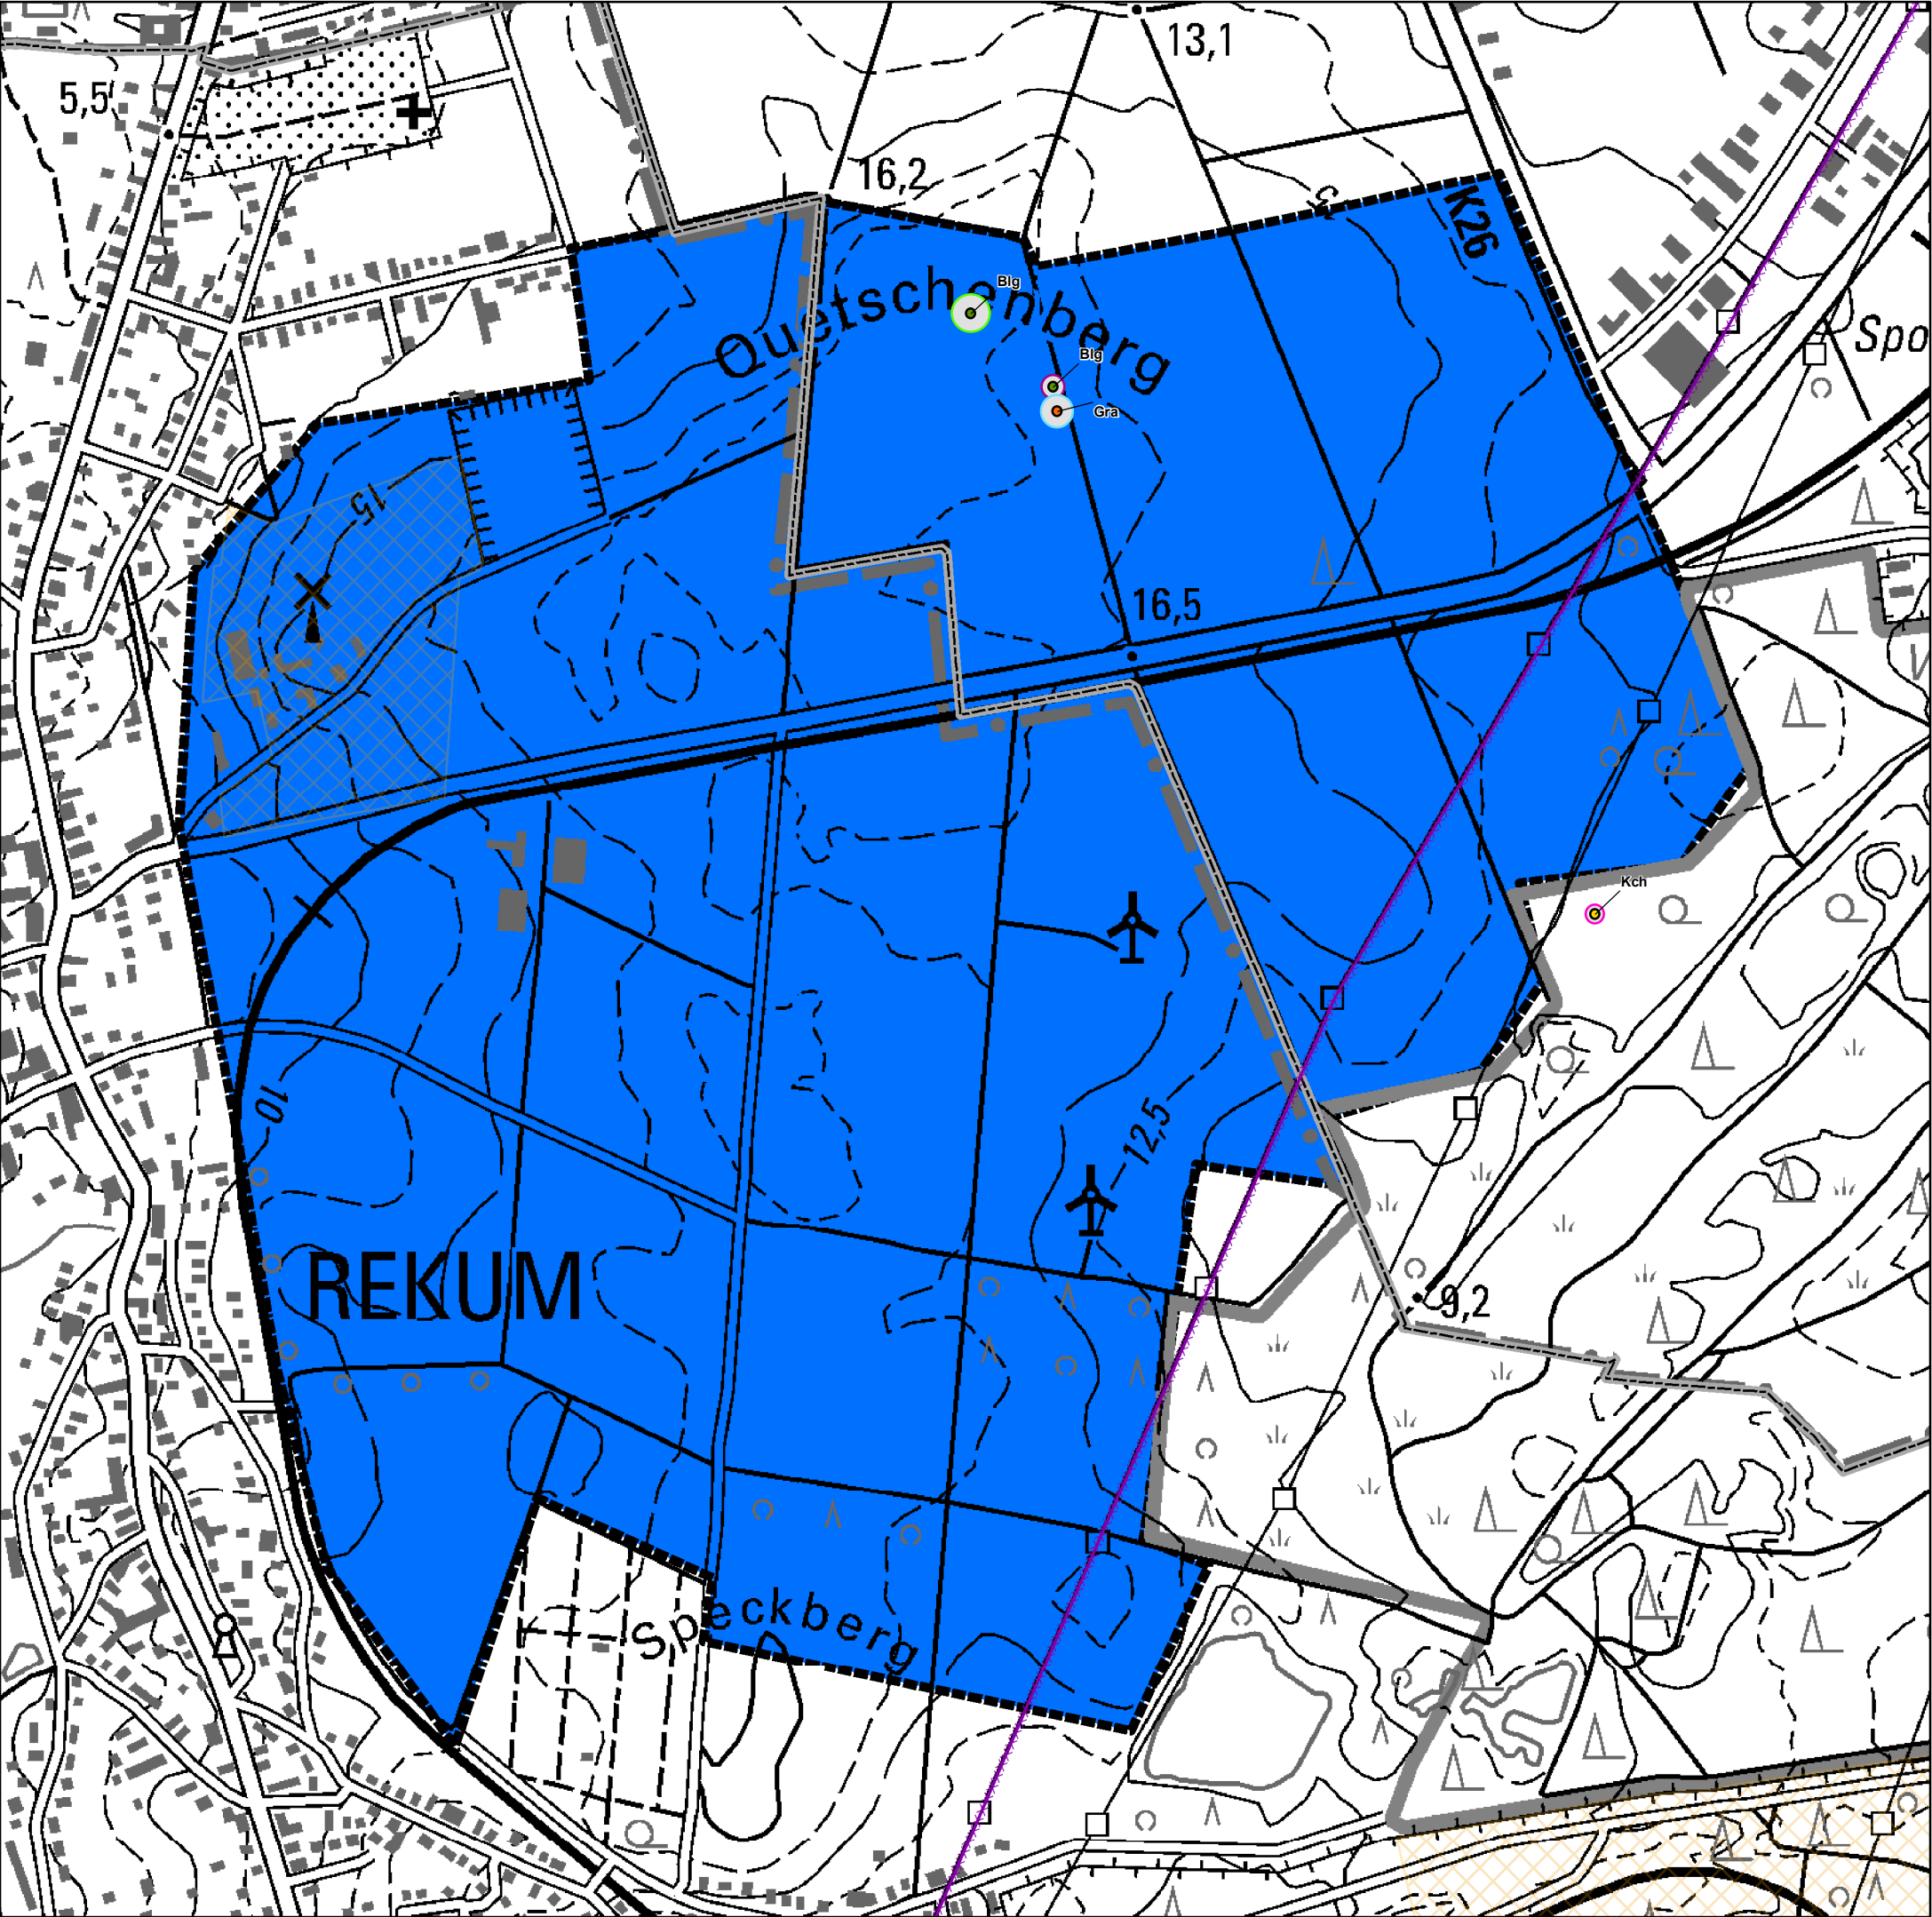 13,1
5,5
16,2
5
K26
Quetschenberg
Blg
Blg
Gra
Spo
15
16,5
Kch
10
12,5
REKUM
9,2
Speckberg